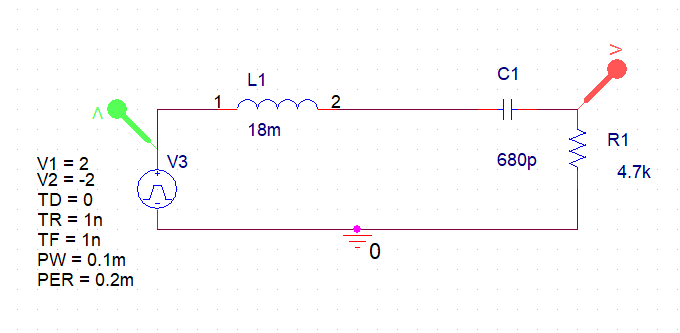 L1
1
2
18m
C1
680p
V
R1
4.7k
V
V3
V1 = 2
V2 = -2
TD = 0
TR = 1n
TF = 1n
PW = 0.1m
PER = 0.2m
0